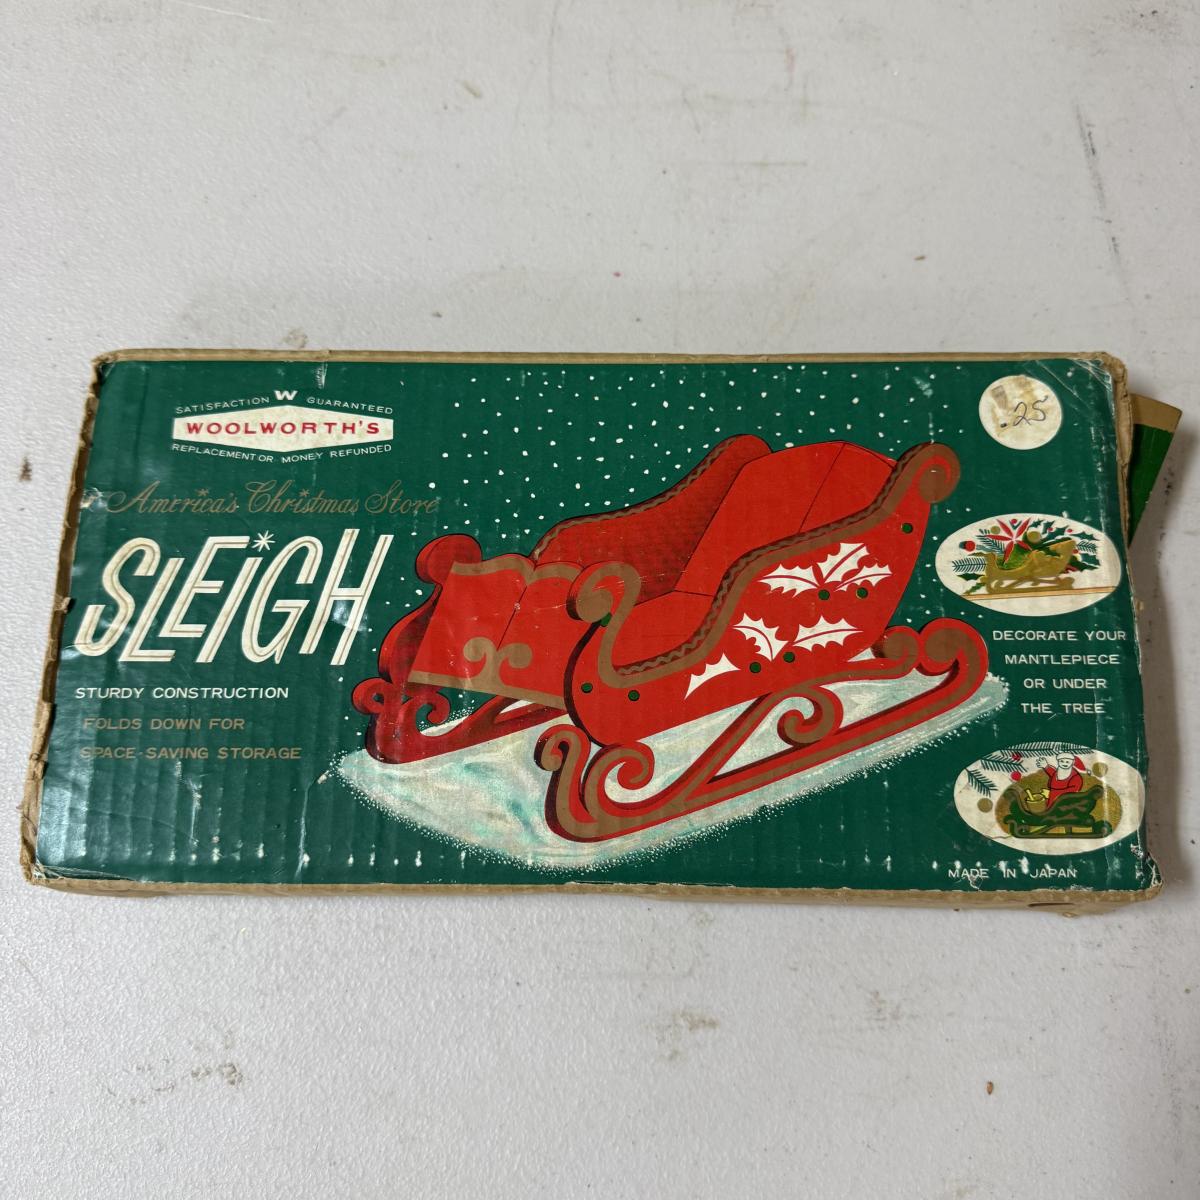 SATISFACTION W GUARANTEED
WOOLWORTH'S
REPLACEMENT OR MONEY REFUNDED
America's Christmas Store
SLEIGH
STURDY CONSTRUCTION
FOLDS DOWN FOR
SPACE-SAVING STORAGE
.25
DECORATE YOUR
MANTLEPIECE
OR UNDER
THE TREE
MADE IN JAPAN